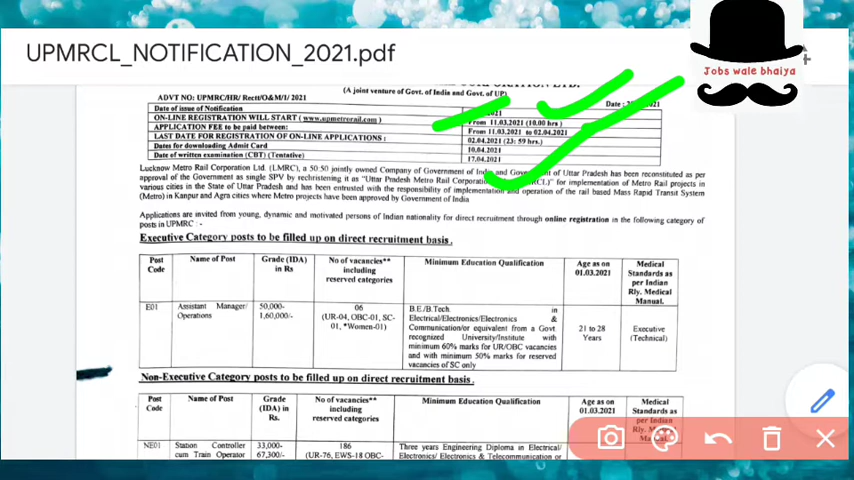 UPMRCL_NOTIFICATION_2021.pdf
Jobs wale bhaiya
(A joint venture of Govt. of India and Govt. of UP)
ADVT NO: UPMRC/HR/ Rectt/O&M/1/ 2021
Date of issue of Notification
ON-LINE REGISTRATION WILL START (www.upmetrorail.com) From 11.03.2021 (10.00 hrs)
APPLICATION FEE to be paid between: From 11.03.2021 to 02.04.2021
LAST DATE FOR REGISTRATION OF ON-LINE APPLICATIONS : 02.04.2021 (23: 59 hrs.)
Dates for downloading Admit Card 10.04.2021
Date of written examination (CBT) (Tentative) 17.04.2021
Lucknow Metro Rail Corporation Ltd. (LMRC), a 50:50 jointly owned Company of Government of India and Government of Uttar Pradesh has been reconstituted as per
approval of the Government as single SPV by rechristening it as "Uttar Pradesh Metro Rail for implementation of Metro Rail projects in
various cities in the State of Uttar Pradesh and has been entrusted with the responsibility of implementation and operation of the rail based Mass Rapid Transit System
(Metro) in Kanpur and Agra cities where Metro projects have been approved by Government of India
Applications are invited from young, dynamic and motivated persons of Indian nationality for direct recruitment through online registration in the following category of
posts in UPMRC : -
Executive Category posts to be filled up on direct recruitment basis.
Post Code Name of Post Grade (IDA) in Rs No of vacancies** including reserved categories Minimum Education Qualification Age as on 01.03.2021 Medical Standards as per Indian Rly. Medical Manual.
E01 Assistant Manager/ Operations 50,000- 1,60,000/- 06 (UR-04, OBC-01, SC-01, *Women-01) B.E./B.Tech. in Electrical/Electronics/Electronics & Communication/or equivalent from a Govt. recognized University/Institute with minimum 60% marks for UR/OBC vacancies and with minimum 50% marks for reserved vacancies of SC only 21 to 28 Years Executive (Technical)
Non-Executive Category posts to be filled up on direct recruitment basis.
Post Code Name of Post Grade (IDA) in Rs. No of vacancies** including reserved categories Minimum Education Qualification Age as on 01.03.2021 Medical Standards as per Indian Rly. Medical
NE01 Station Controller cum Train Operator 33,000- 67,300/- 186 (UR-76, EWS-18 OBC- Three years Engineering Diploma in Electrical/ Electronics/ Electronics & Telecommunication or